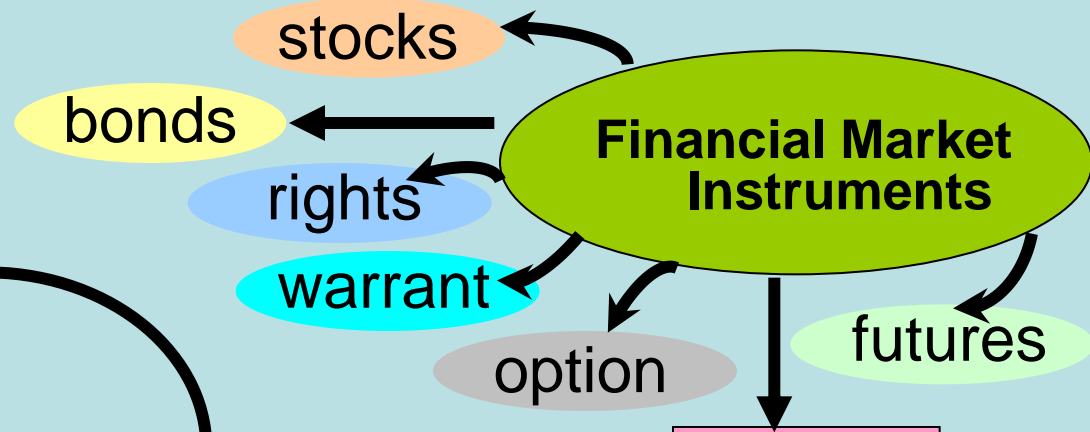 stocks
bonds
Financial Market
Instruments
rights
warrant
option
futures